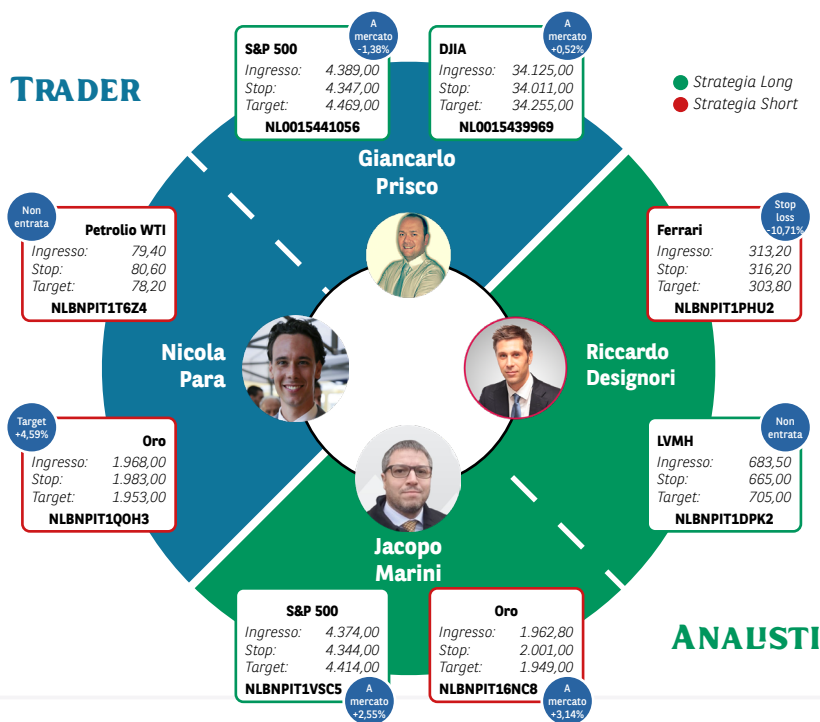 TRADER
A
mercato
-1,38%
S&P 500
Ingresso: 4.389,00
Stop: 4.347,00
Target: 4.469,00
NL0015441056
A
mercato
+0,52%
DJIA
Ingresso: 34.125,00
Stop: 34.011,00
Target: 34.255,00
NL0015439969
Strategia Long
Strategia Short
Giancarlo
Prisco
Non
entrata
Petrolio WTI
Ingresso: 79,40
Stop: 80,60
Target: 78,20
NLBNPIT1T6Z4
Stop
loss
-10,71%
Ferrari
Ingresso: 313,20
Stop: 316,20
Target: 303,80
NLBNPIT1PHU2
Nicola
Para
Riccardo
Designori
Target
+4,59%
Oro
Ingresso: 1.968,00
Stop: 1.983,00
Target: 1.953,00
NLBNPIT1QOH3
Non
entrata
LVMH
Ingresso: 683,50
Stop: 665,00
Target: 705,00
NLBNPIT1DPK2
Jacopo
Marini
S&P 500
Ingresso: 4.374,00
Stop: 4.344,00
Target: 4.414,00
NLBNPIT1VSC5
A
mercato
+2,55%
Oro
Ingresso: 1.962,80
Stop: 2.001,00
Target: 1.949,00
NLBNPIT16NC8
A
mercato
+3,14%
ANALISTI